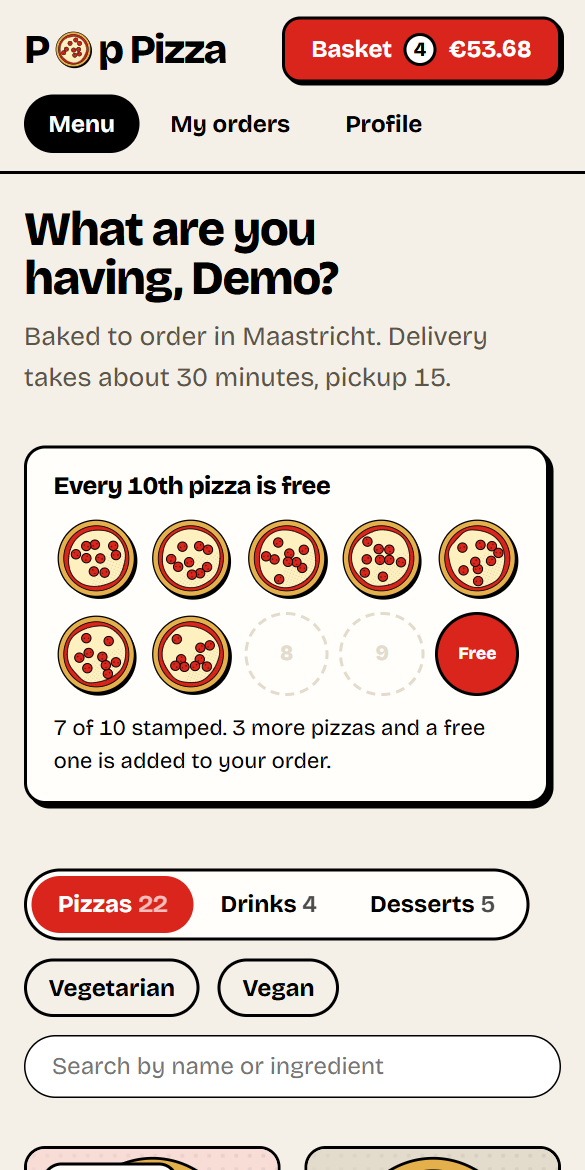 P p Pizza
Basket 4 €53.68
Menu My orders Profile
What are you
having, Demo?
Baked to order in Maastricht. Delivery
takes about 30 minutes, pickup 15.
Every 10th pizza is free
8 9 Free
7 of 10 stamped. 3 more pizzas and a free
one is added to your order.
Pizzas 22 Drinks 4 Desserts 5
Vegetarian Vegan
Search by name or ingredient